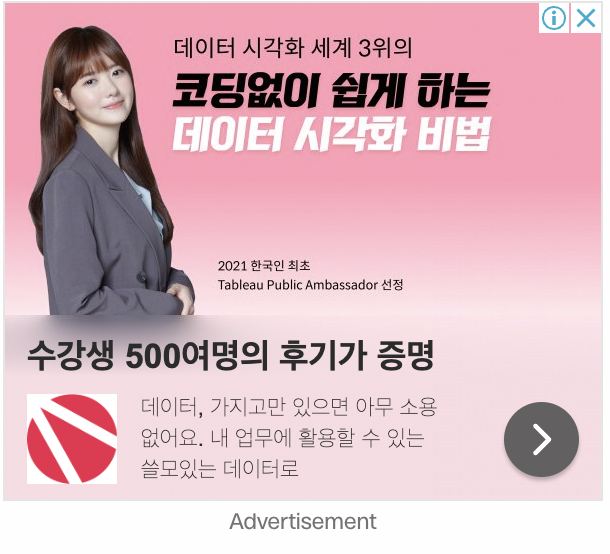 데이터 시각화 세계 3위의
코딩없이 쉽게 하는
데이터 시각화 비법
2021 한국인 최초
Tableau Public Ambassador 선정
수강생 500여명의 후기가 증명
데이터, 가지고만 있으면 아무 소용
없어요. 내 업무에 활용할 수 있는
쓸모있는 데이터로
Advertisement